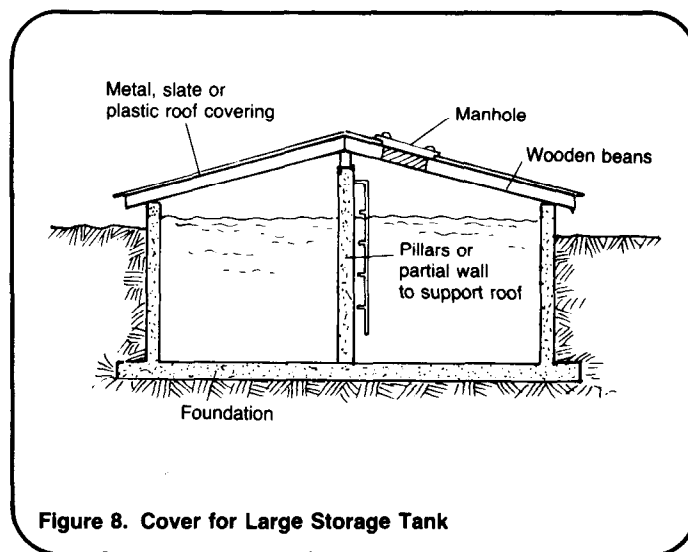 Metal, slate or
plastic roof covering
Manhole
Wooden beans
Pillars or
partial wall
to support roof
Foundation
Figure 8. Cover for Large Storage Tank